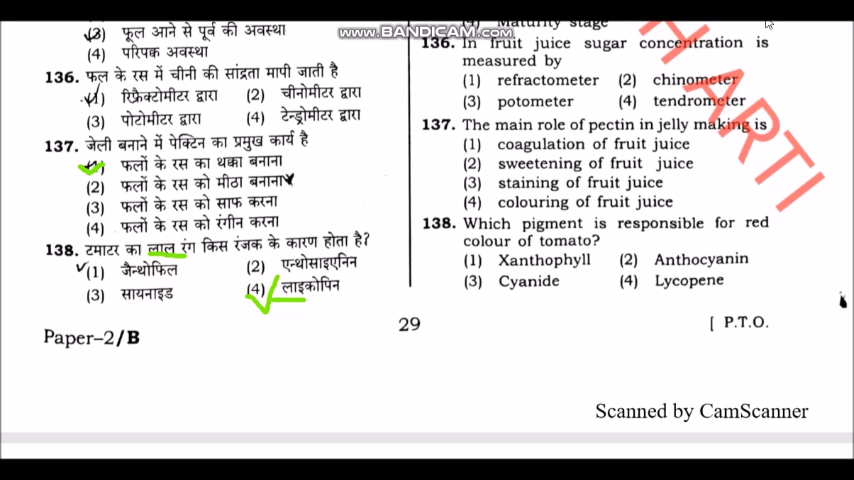 (3) फूल आने से पूर्व की अवस्था
(4) परिपक अवस्था
136. फल के रस में चीनी की सांद्रता मापी जाती है
(1) रिफ्रैक्टोमीटर द्वारा (2) चीनोमीटर द्वारा
(3) पोटोमीटर द्वारा (4) टेन्ड्रोमीटर द्वारा
137. जेली बनाने में पेक्टिन का प्रमुख कार्य है
(1) फलों के रस का थका बनाना
(2) फलों के रस को मीठा बनाना
(3) फलों के रस को साफ करना
(4) फलों के रस को रंगीन करना
138. टमाटर का लाल रंग किस रंजक के कारण होता है?
(1) जैन्थोफिल (2) एन्थोसाइएनिन
(3) सायनाइड (4) लाइकोपिन
Paper–2/B
www.BANDICAM.com
(4) Maturity stage
136. In fruit juice sugar concentration is
measured by
(1) refractometer (2) chinometer
(3) potometer (4) tendrometer
137. The main role of pectin in jelly making is
(1) coagulation of fruit juice
(2) sweetening of fruit juice
(3) staining of fruit juice
(4) colouring of fruit juice
138. Which pigment is responsible for red
colour of tomato?
(1) Xanthophyll (2) Anthocyanin
(3) Cyanide (4) Lycopene
29
[ P.T.O.
H ARTI
Scanned by CamScanner